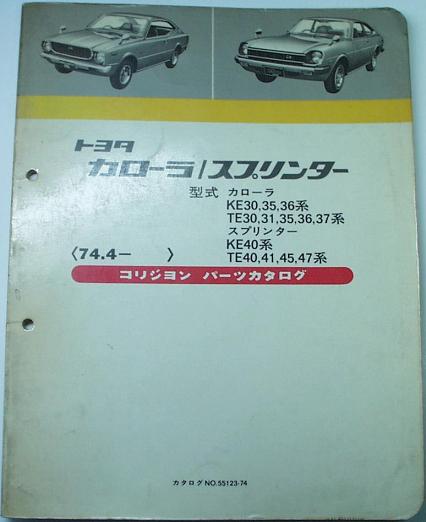 トヨタ
カローラ/スプリンター
型式 カローラ
KE30,35,36系
TE30,31,35,36,37系
スプリンター
KE40系
TE40,41,45,47系
〈74.4− 〉
コリジョン パーツカタログ
カタログNO.55123-74